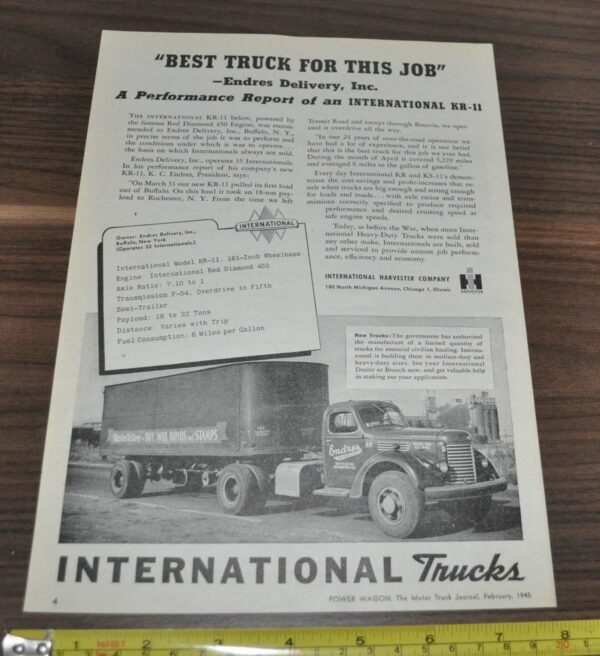 "BEST TRUCK FOR THIS JOB"
—Endres Delivery, Inc.
A Performance Report of an INTERNATIONAL KR-11
THE INTERNATIONAL KR-11 below, powered by
the famous Red Diamond 450 Engine, was recom-
mended to Endres Delivery, Inc., Buffalo, N. Y.,
in precise terms of the job it was to perform and
the conditions under which it was to operate . . .
the basis on which Internationals always are sold.
Endres Delivery, Inc., operates 35 Internationals.
In his performance report of his company's new
KR-11, K. C. Endres, President, says:
"On March 31 our new KR-11 pulled its first load
out of Buffalo. On this haul it took an 18-ton pay-
load to Rochester, N. Y. From the time we left
Transit Road and except through Batavia, we oper-
ated it overdrive all the way.
"In our 24 years of over-the-road operation we
have had a lot of experience, and it is our belief
that this is the best truck for this job we ever had.
During the month of April it covered 5,228 miles
and averaged 6 miles to the gallon of gasoline."
Every day International KR and KS-11's demon-
strate the cost-savings and profit-increases that re-
sult when trucks are big enough and strong enough
for loads and roads . . . with axle ratios and trans-
missions correctly specified to produce required
performance and desired cruising speed at
safe engine speeds.
Today, as before the War, when more Inter-
national Heavy-Duty Trucks were sold than
any other make, Internationals are built, sold
and serviced to provide utmost job perform-
ance, efficiency and economy.
INTERNATIONAL HARVESTER COMPANY
180 North Michigan Avenue, Chicago 1, Illinois
IH
HARVESTER
INTERNATIONAL
Owner: Endres Delivery, Inc.,
Buffalo, New York
(Operates 35 Internationals.)
International Model KR-11, 161-Inch Wheelbase
Engine: International Red Diamond 450
Axle Ratio: 7.10 to 1
Transmission F-54, Overdrive in Fifth
Semi-Trailer
Payload: 18 to 22 Tons
Distance: Varies with Trip
Fuel Consumption: 6 Miles per Gallon
New Trucks: The government has authorized
the manufacture of a limited quantity of
trucks for essential civilian hauling. Interna-
tional is building them in medium-duty and
heavy-duty sizes. See your International
Dealer or Branch now, and get valuable help
in making out your application.
BUY WAR BONDS and STAMPS
Endres
INTERNATIONAL Trucks
4
POWER WAGON, The Motor Truck Journal, February, 1945
16FEET 1 2 3 4 5 6 7 8
20